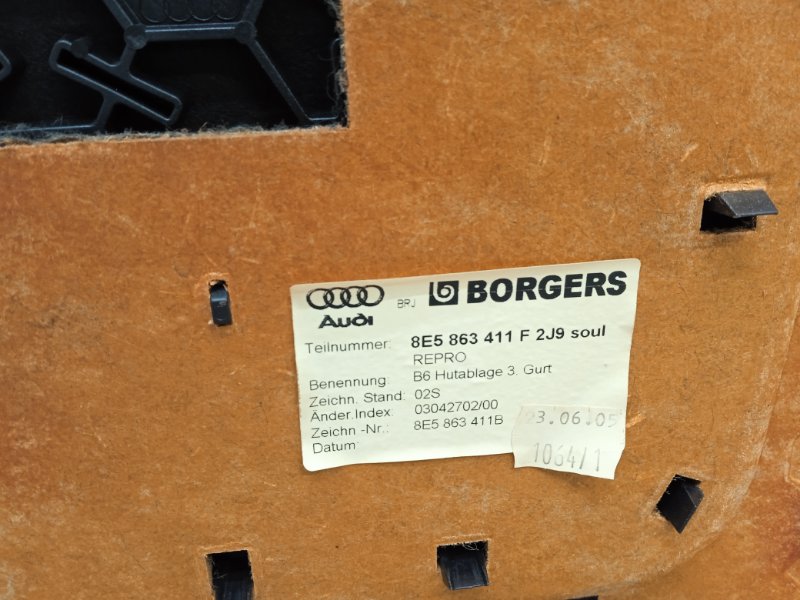 Audi BRJ BORGERS
Teilnummer: 8E5 863 411 F 2J9 soul
REPRO
Benennung: B6 Hutablage 3. Gurt
Zeichn. Stand: 02S
Änder.Index: 03042702/00
Zeichn -Nr.: 8E5 863 411B
Datum:
23.06.05
1064/1